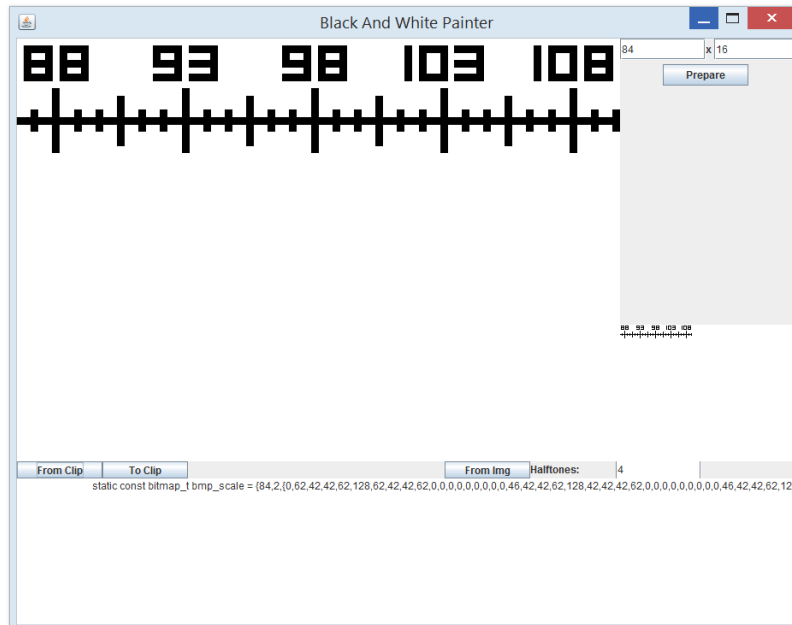 Black And White Painter
88 93 98 103 108
84 x 16
Prepare
88 93 98 103 108
From Clip To Clip From Img Halftones: 4
static const bitmap_t bmp_scale = {84,2,{0,62,42,42,62,128,62,42,42,62,0,0,0,0,0,0,0,0,0,46,42,42,62,128,42,42,42,62,0,0,0,0,0,0,0,0,0,46,42,42,62,12